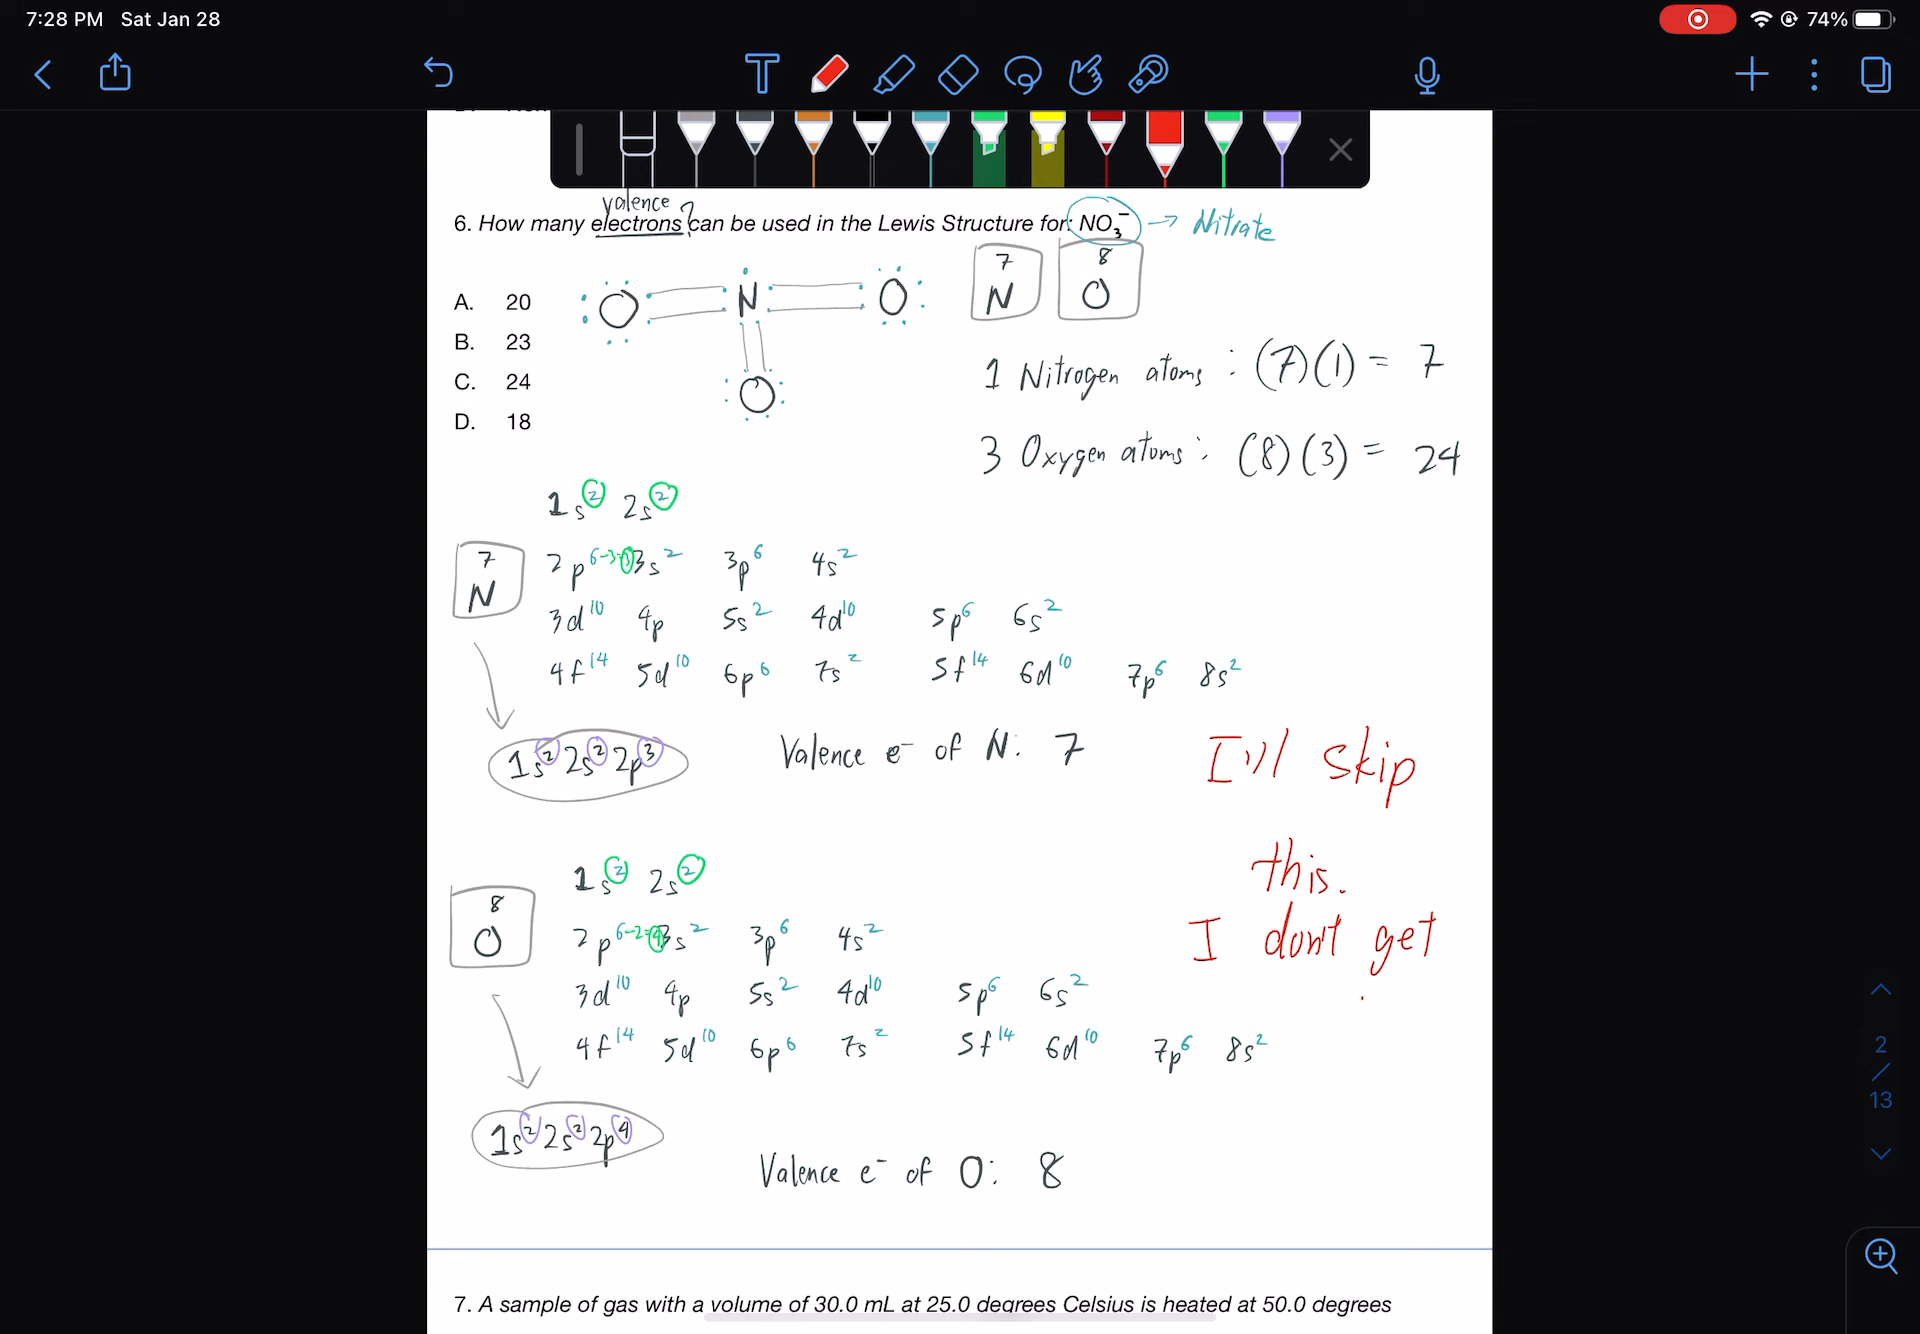 7:28 PM Sat Jan 28
74%
valence ?
6. How many electrons can be used in the Lewis Structure for: NO₃⁻ → Nitrate
7 8
N O
A. 20
B. 23
C. 24
D. 18
O N O
O
1 Nitrogen atoms : (7)(1) = 7
3 Oxygen atoms : (8)(3) = 24
1s² 2s²
7
N
2p⁶⁻³⁼³ 3s² 3p⁶ 4s²
3d¹⁰ 4p 5s² 4d¹⁰ 5p⁶ 6s²
4f¹⁴ 5d¹⁰ 6p⁶ 7s² 5f¹⁴ 6d¹⁰ 7p⁶ 8s²
1s² 2s² 2p³
Valence e⁻ of N: 7
I'll skip
this.
I don't get
1s² 2s²
8
O
2p⁶⁻²⁼⁴ 3s² 3p⁶ 4s²
3d¹⁰ 4p 5s² 4d¹⁰ 5p⁶ 6s²
4f¹⁴ 5d¹⁰ 6p⁶ 7s² 5f¹⁴ 6d¹⁰ 7p⁶ 8s²
1s² 2s² 2p⁴
Valence e⁻ of O: 8
2
/
13
7. A sample of gas with a volume of 30.0 mL at 25.0 degrees Celsius is heated at 50.0 degrees